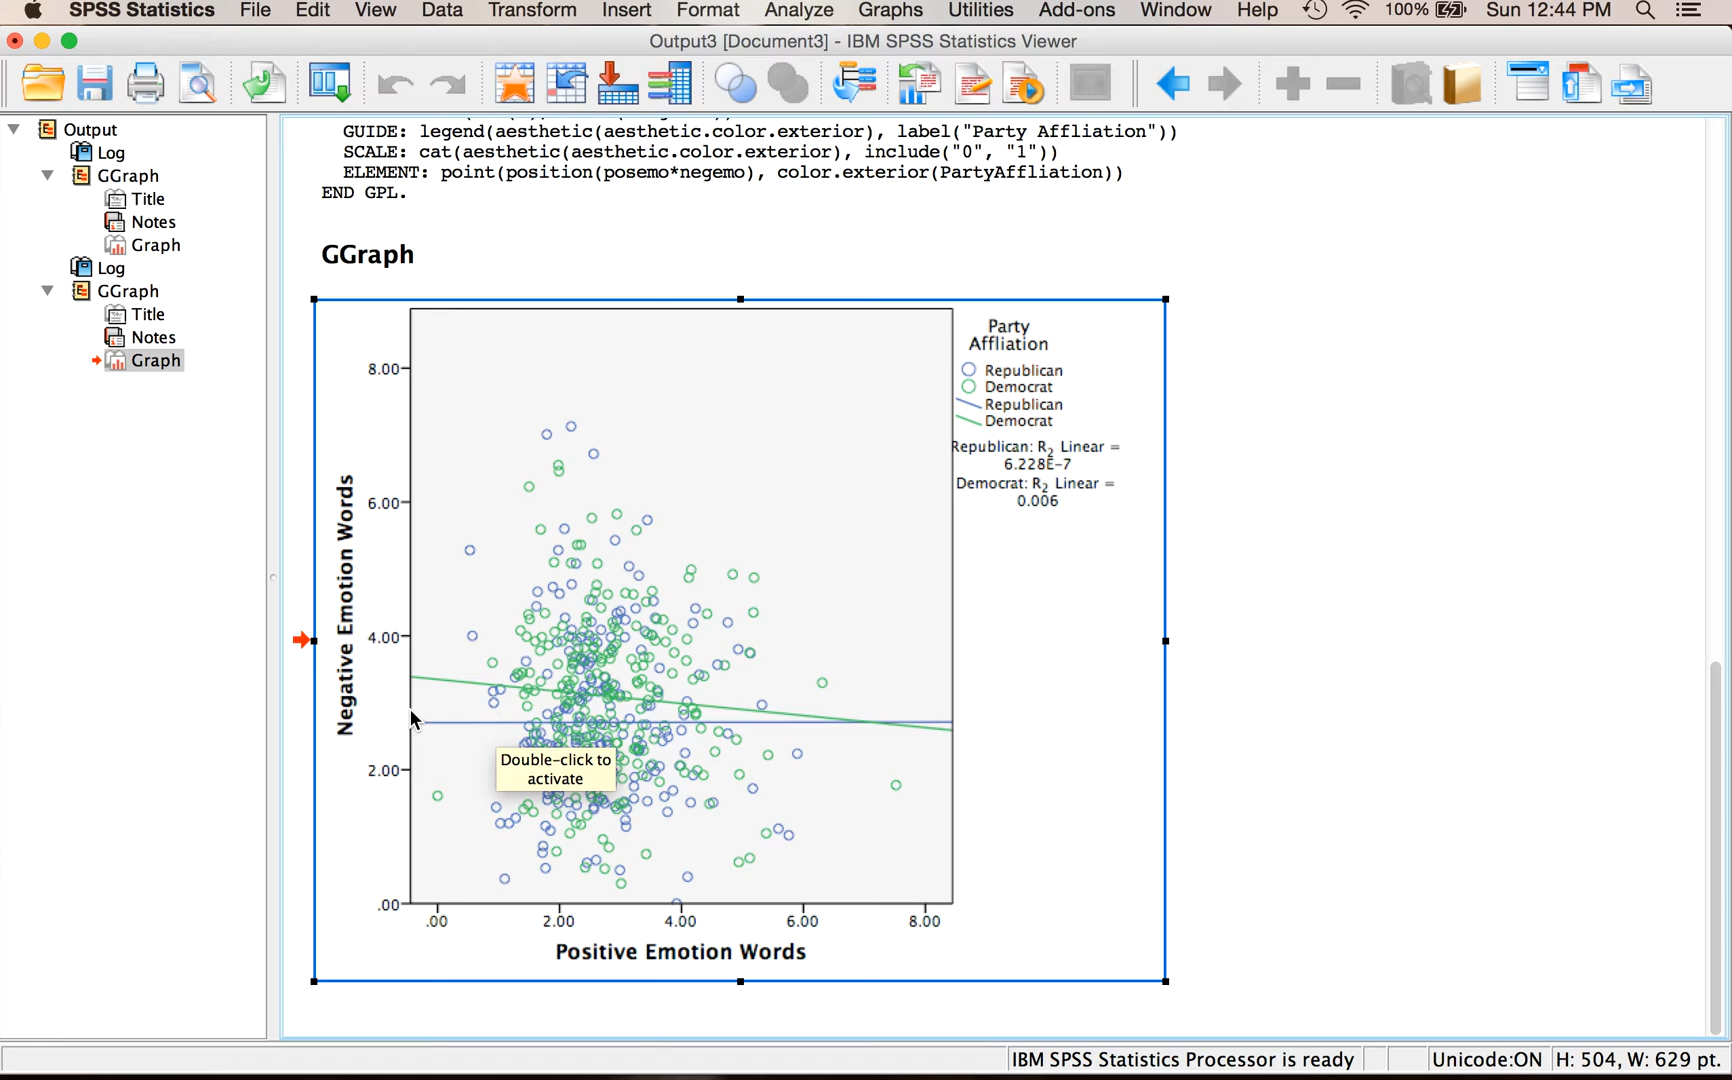 SPSS Statistics File Edit View Data Transform Insert Format Analyze Graphs Utilities Add-ons Window Help 100% Sun 12:44 PM
Output3 [Document3] - IBM SPSS Statistics Viewer
Output
Log
GGraph
Title
Notes
Graph
Log
GGraph
Title
Notes
Graph
GUIDE: legend(aesthetic(aesthetic.color.exterior), label("Party Affliation"))
SCALE: cat(aesthetic(aesthetic.color.exterior), include("0", "1"))
ELEMENT: point(position(posemo*negemo), color.exterior(PartyAffliation))
END GPL.
GGraph
Negative Emotion Words
8.00
6.00
4.00
2.00
.00
.00 2.00 4.00 6.00 8.00
Positive Emotion Words
Double-click to
activate
Party
Affliation
Republican
Democrat
Republican
Democrat
Republican: R2 Linear =
6.228E-7
Democrat: R2 Linear =
0.006
IBM SPSS Statistics Processor is ready Unicode:ON H: 504, W: 629 pt.